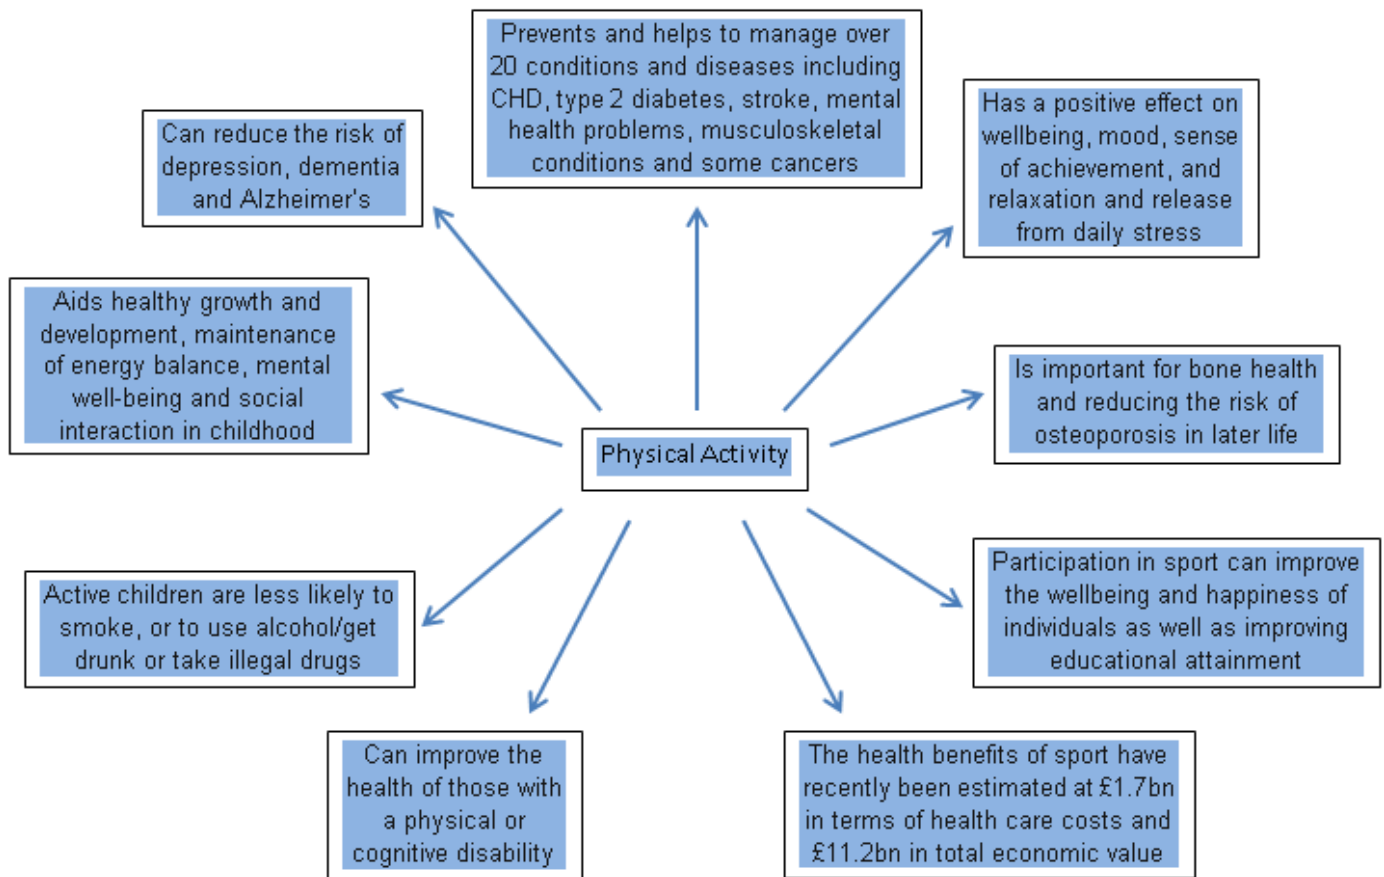 Prevents and helps to manage over
20 conditions and diseases including
CHD, type 2 diabetes, stroke, mental
health problems, musculoskeletal
conditions and some cancers
Has a positive effect on
wellbeing, mood, sense
of achievement, and
relaxation and release
from daily stress
Can reduce the risk of
depression, dementia
and Alzheimer's
Aids healthy growth and
development, maintenance
of energy balance, mental
well-being and social
interaction in childhood
Is important for bone health
and reducing the risk of
osteoporosis in later life
Physical Activity
Participation in sport can improve
the wellbeing and happiness of
individuals as well as improving
educational attainment
Active children are less likely to
smoke, or to use alcohol/get
drunk or take illegal drugs
Can improve the
health of those with
a physical or
cognitive disability
The health benefits of sport have
recently been estimated at £1.7bn
in terms of health care costs and
£11.2bn in total economic value